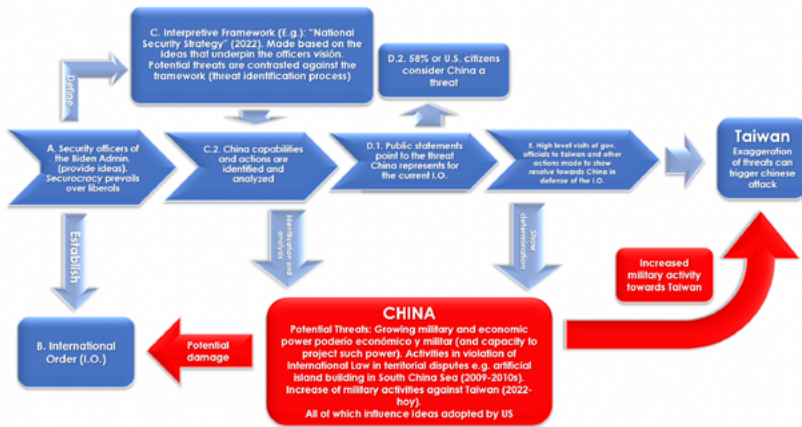 C. Interpretive Framework (E.g.): "National
Security Strategy" (2022). Made based on the
ideas that underpin the officers visión.
Potential threats are contrasted against the
framework (threat identification process)
D.2. 58% or U.S. citizens
consider China a
threat
Define
A. Security officers of
the Biden Admin.
(provide ideas).
Securocracy prevails
over liberals
C.2. China capabilities
and actions are
identified and
analyzed
D.1. Public statements
point to the threat
China represents for
the current I.O.
E. High level visits of gov.
officials to Taiwan and other
actions made to show
resolve towards China in
defense of the I.O.
Taiwan
Exaggeration
of threats can
trigger chinese
attack
Establish
Identification and
analysis
Show
determination
Increased
military activity
towards Taiwan
B. International
Order (I.O.)
Potential
damage
CHINA
Potential Threats: Growing military and economic
power poderío económico y militar (and capacity to
project such power). Activities in violation of
International Law in territorial disputes e.g. artificial
island building in South China Sea (2009-2010s).
Increase of military activities against Taiwan (2022-
hoy).
All of which influence ideas adopted by US